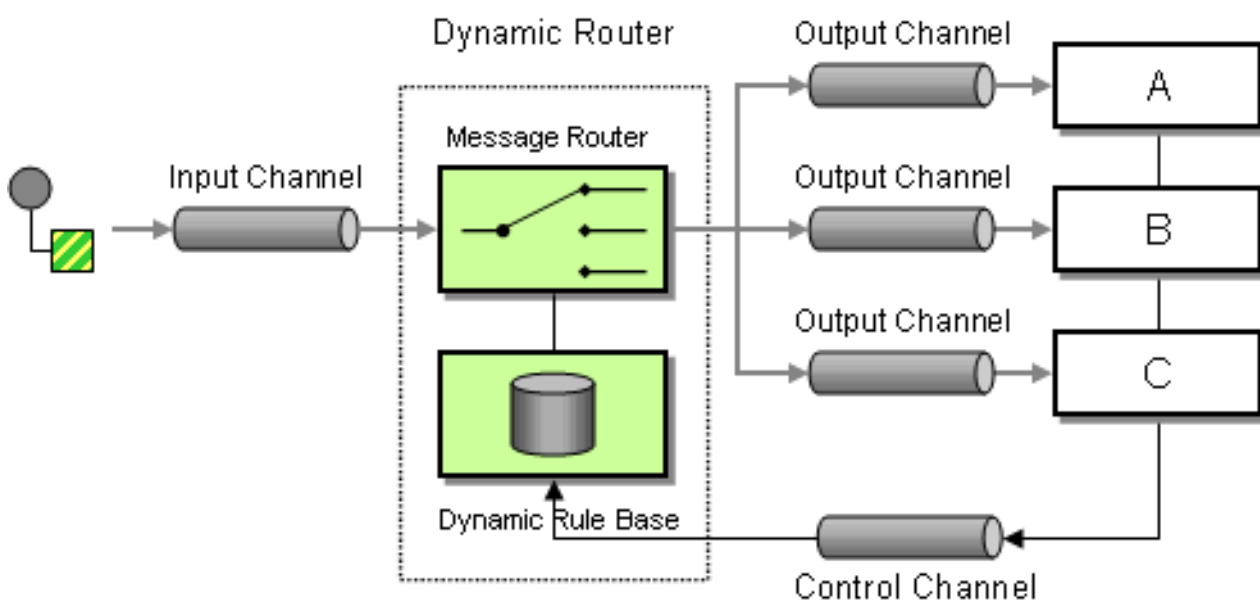 Dynamic Router
Output Channel
A
Message Router
Input Channel
Output Channel
B
Output Channel
C
Dynamic Rule Base
Control Channel